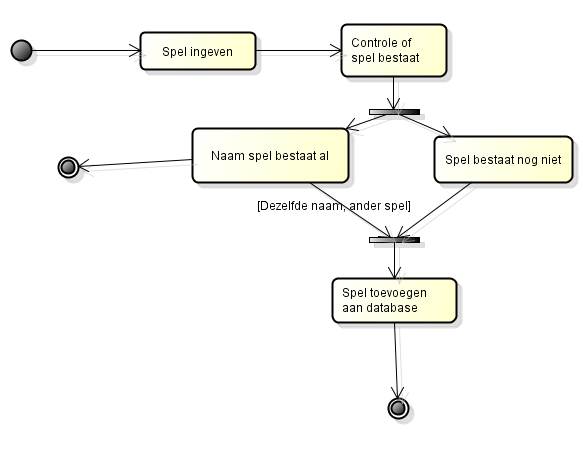 Spel ingeven
Controle of
spel bestaat
Naam spel bestaat al
Spel bestaat nog niet
[Dezelfde naam, ander spel]
Spel toevoegen
aan database